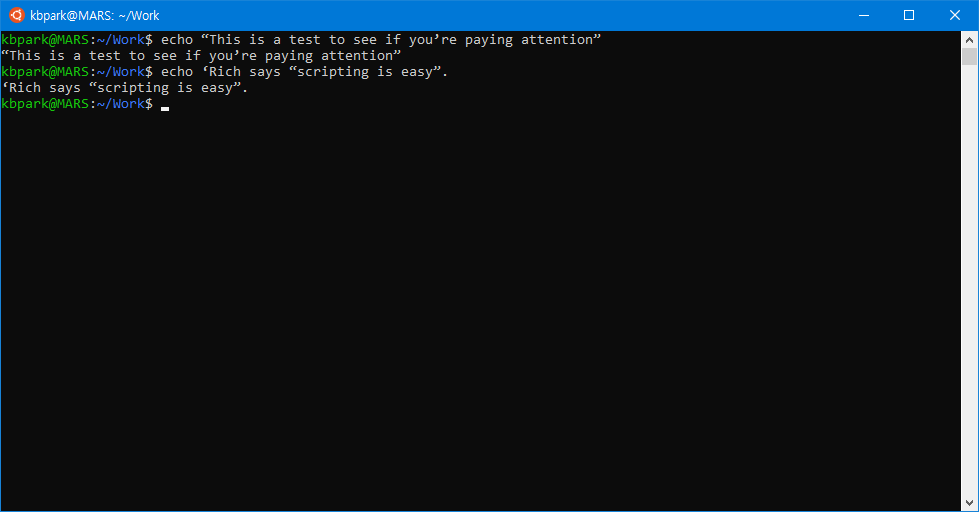 kbpark@MARS: ~/Work
kbpark@MARS:~/Work$ echo “This is a test to see if you’re paying attention”
“This is a test to see if you’re paying attention”
kbpark@MARS:~/Work$ echo ‘Rich says “scripting is easy”.
‘Rich says “scripting is easy”.
kbpark@MARS:~/Work$